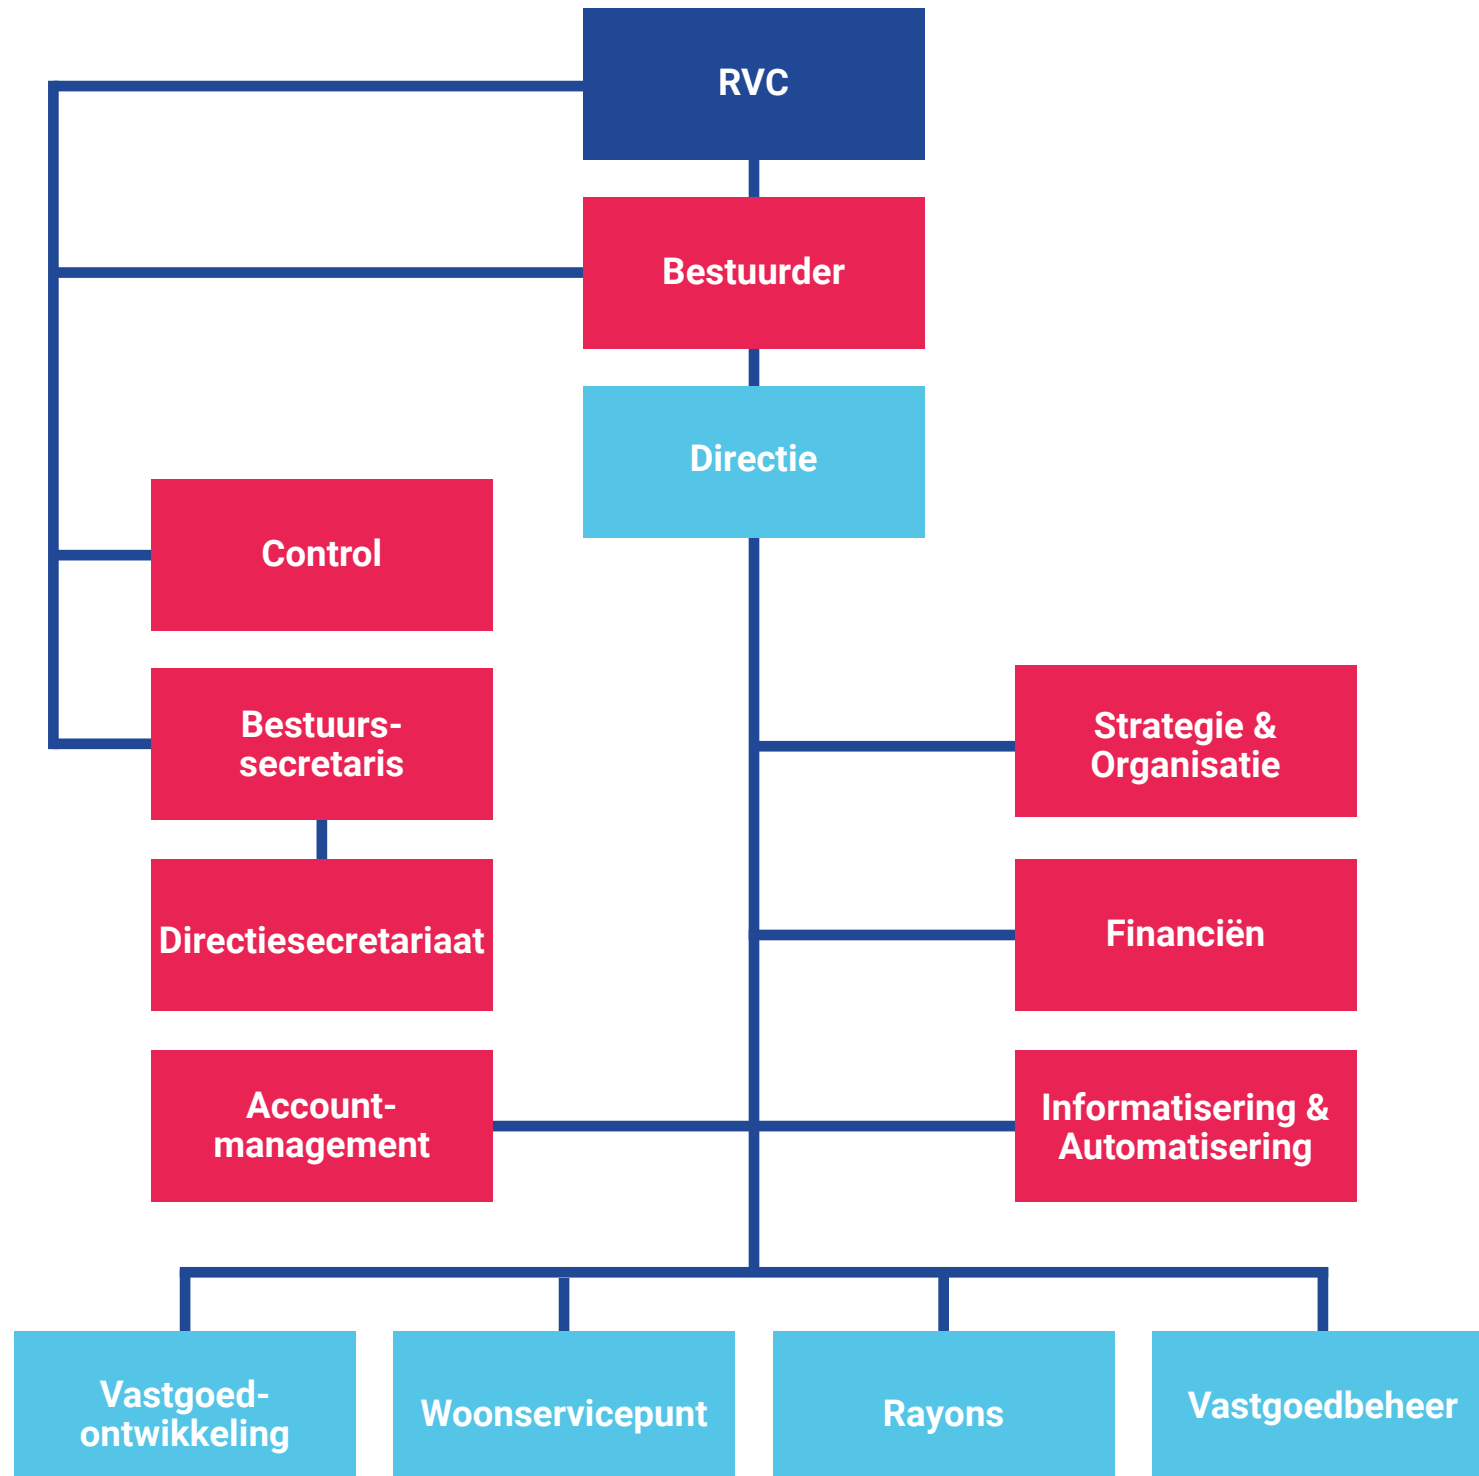 RVC
Bestuurder
Directie
Control
Bestuurs-
secretaris
Strategie &
Organisatie
Directiesecretariaat
Financiën
Account-
management
Informatisering &
Automatisering
Vastgoed-
ontwikkeling
Woonservicepunt
Rayons
Vastgoedbeheer